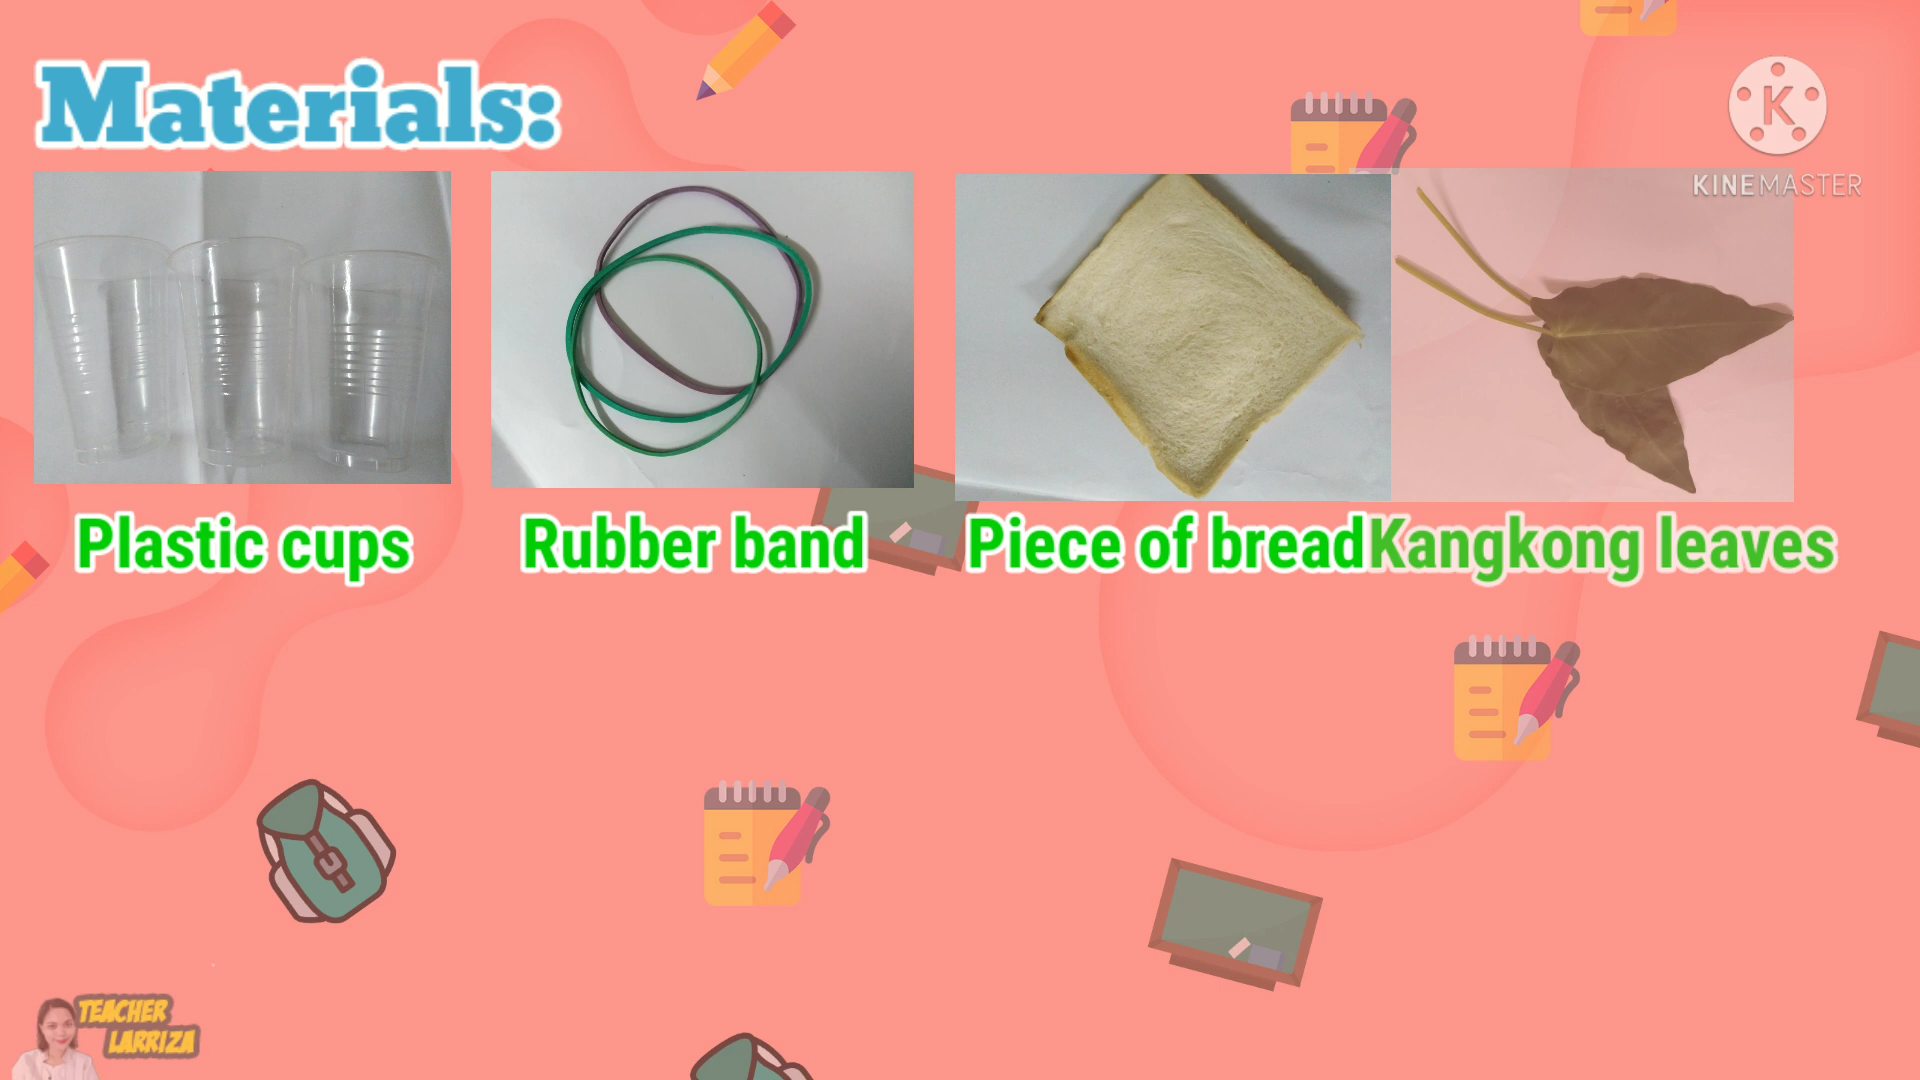 Materials:
K
KINEMASTER
Plastic cups
Rubber band
Piece of bread
Kangkong leaves
TEACHER
LARRIZA